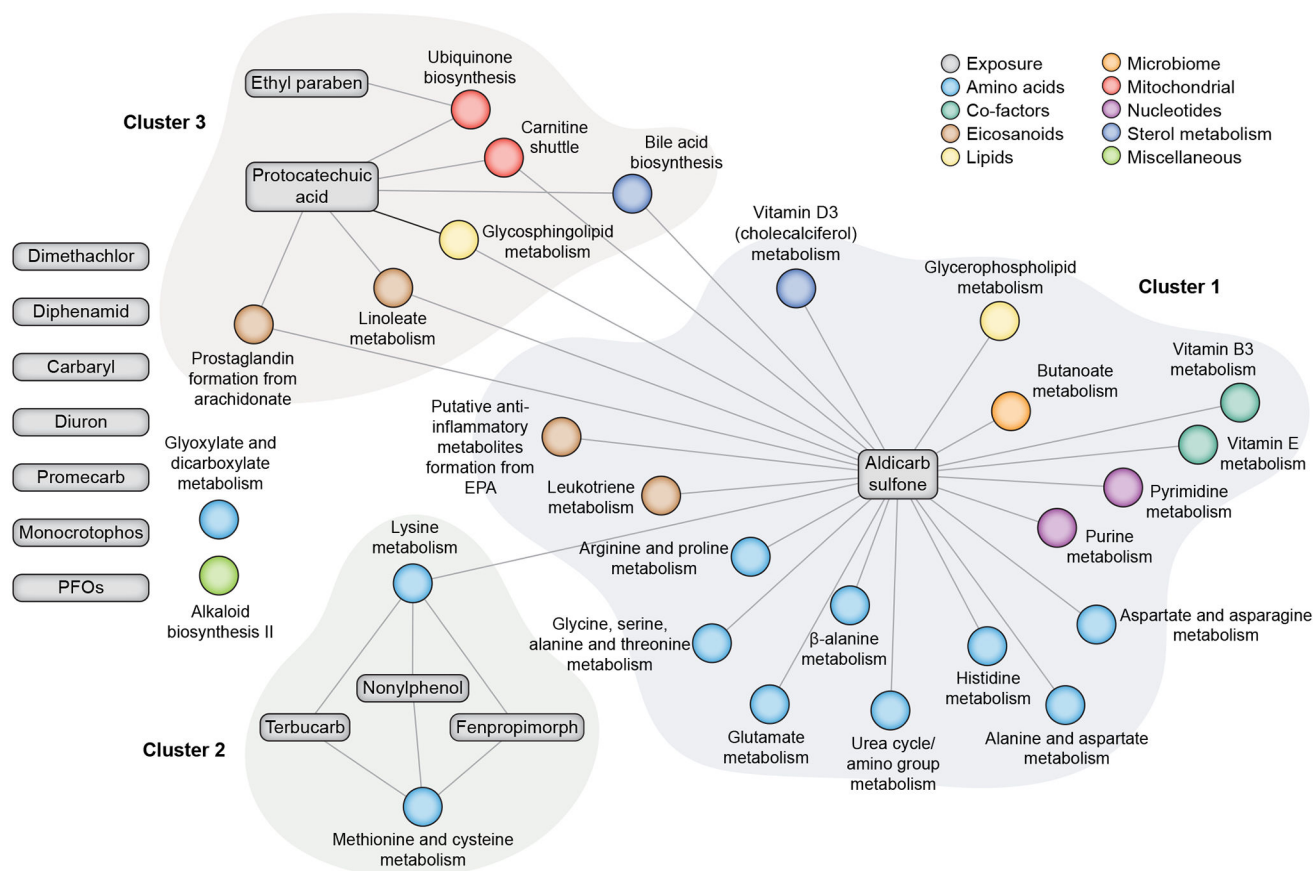 Ubiquinone
biosynthesis
Ethyl paraben
Cluster 3
Carnitine
shuttle
Bile acid
biosynthesis
Protocatechuic
acid
Glycosphingolipid
metabolism
Linoleate
metabolism
Prostaglandin
formation from
arachidonate
Exposure
Amino acids
Co-factors
Eicosanoids
Lipids
Microbiome
Mitochondrial
Nucleotides
Sterol metabolism
Miscellaneous
Dimethachlor
Diphenamid
Carbaryl
Diuron
Promecarb
Monocrotophos
PFOs
Glyoxylate and
dicarboxylate
metabolism
Alkaloid
biosynthesis II
Vitamin D3
(cholecalciferol)
metabolism
Glycerophospholipid
metabolism
Cluster 1
Butanoate
metabolism
Vitamin B3
metabolism
Vitamin E
metabolism
Putative anti-
inflammatory
metabolites
formation from
EPA
Leukotriene
metabolism
Aldicarb
sulfone
Pyrimidine
metabolism
Purine
metabolism
Arginine and proline
metabolism
Glycine, serine,
alanine and threonine
metabolism
β-alanine
metabolism
Aspartate and asparagine
metabolism
Histidine
metabolism
Glutamate
metabolism
Urea cycle/
amino group
metabolism
Alanine and aspartate
metabolism
Lysine
metabolism
Nonylphenol
Terbucarb
Fenpropimorph
Cluster 2
Methionine and cysteine
metabolism